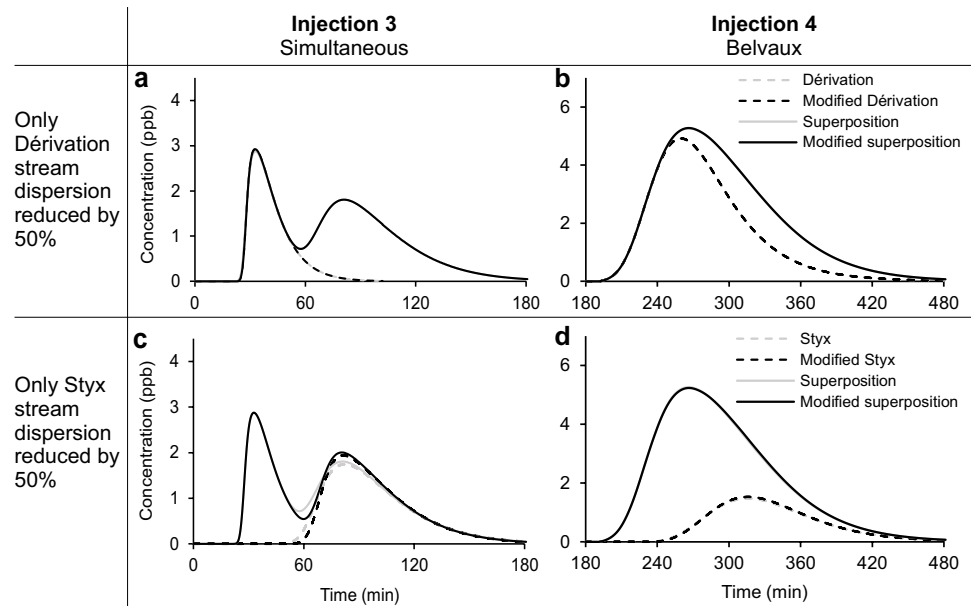 Injection 3
Simultaneous
Injection 4
Belvaux
Only
Dérivation
stream
dispersion
reduced by
50%
a
Concentration (ppb)
4
3
2
1
0
0
60
120
180
b
Dérivation
Modified Dérivation
Superposition
Modified superposition
6
4
2
0
180
240
300
360
420
480
Only Styx
stream
dispersion
reduced by
50%
c
Concentration (ppb)
4
3
2
1
0
0
60
120
180
Time (min)
d
Styx
Modified Styx
Superposition
Modified superposition
6
4
2
0
180
240
300
360
420
480
Time (min)